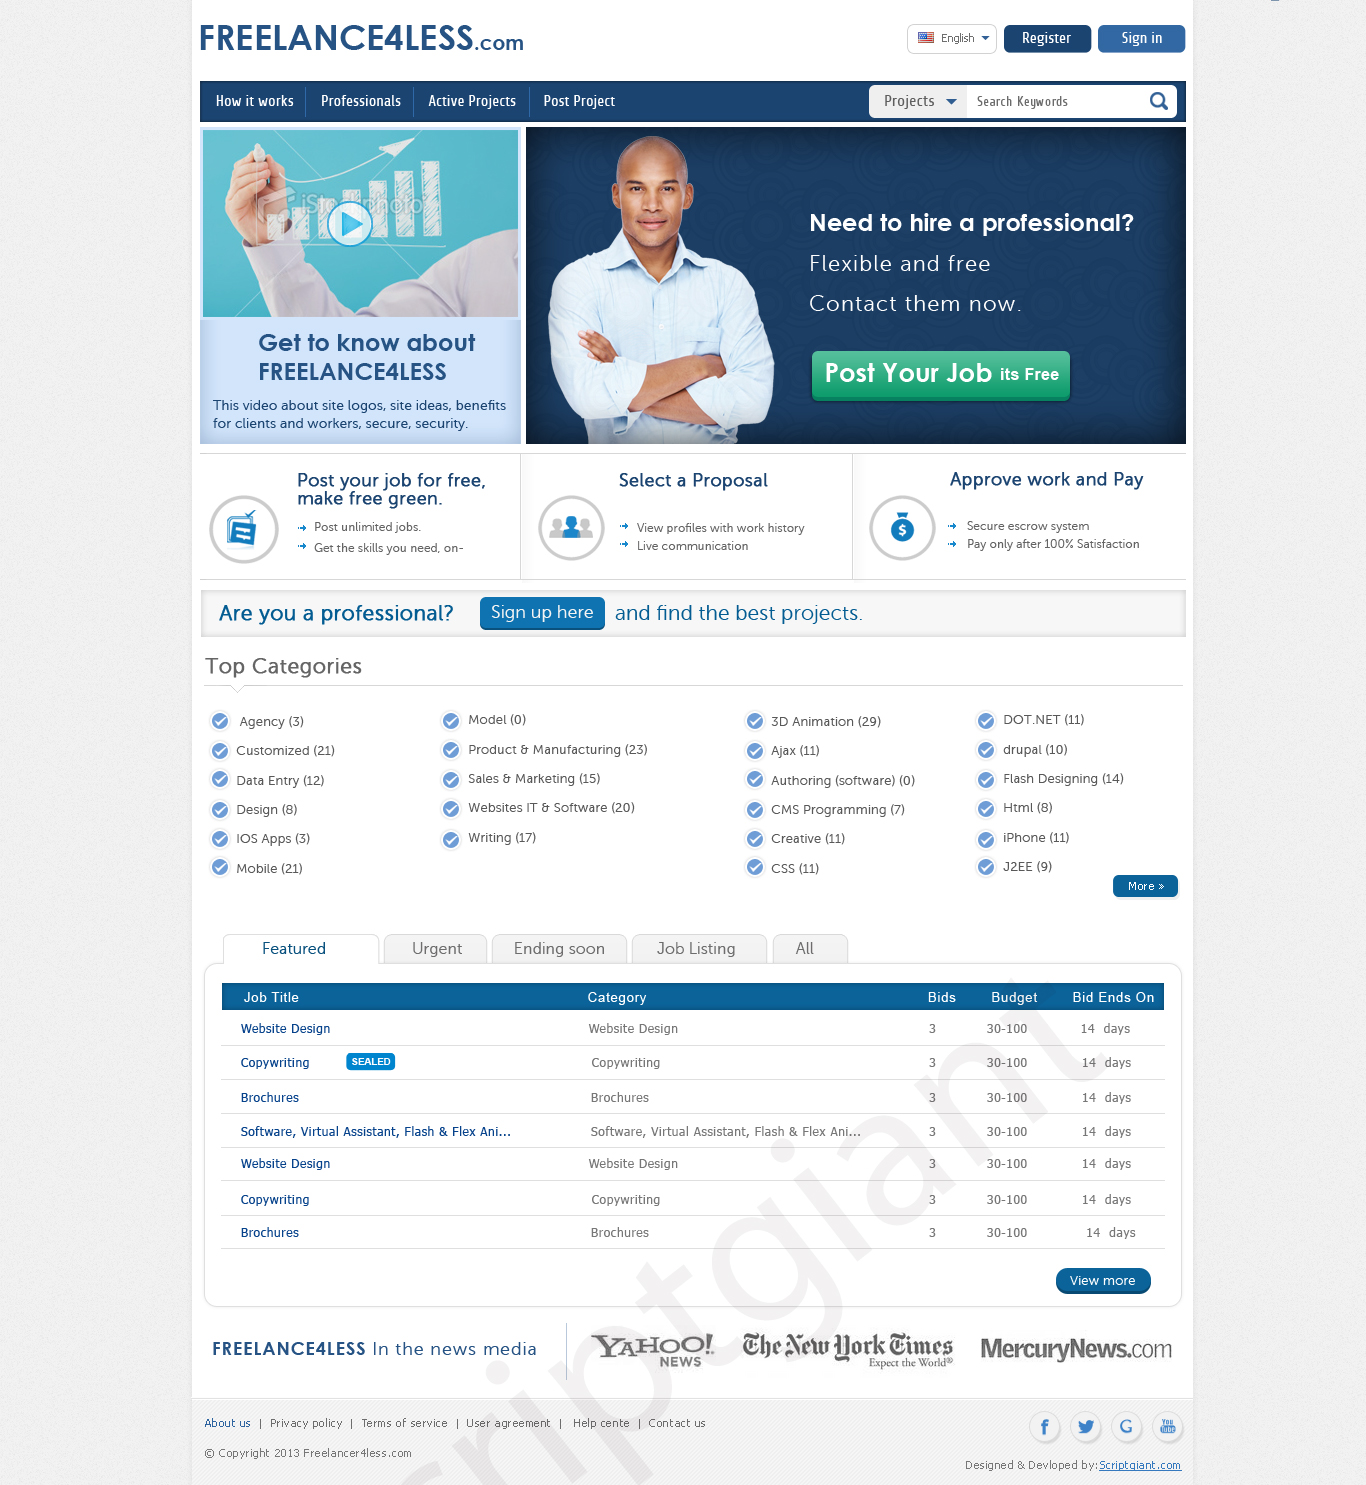 FREELANCE4LESS.com
English
Register
Sign in
How it works
Professionals
Active Projects
Post Project
Projects
Search Keywords
iStockphoto
Get to know about
FREELANCE4LESS
This video about site logos, site ideas, benefits
for clients and workers, secure, security.
Need to hire a professional?
Flexible and free
Contact them now.
Post Your Job its Free
Post your job for free,
make free green.
Post unlimited jobs.
Get the skills you need, on-
Select a Proposal
View profiles with work history
Live communication
Approve work and Pay
Secure escrow system
Pay only after 100% Satisfaction
Are you a professional? Sign up here and find the best projects.
Top Categories
Agency (3)
Customized (21)
Data Entry (12)
Design (8)
IOS Apps (3)
Mobile (21)
Model (0)
Product & Manufacturing (23)
Sales & Marketing (15)
Websites IT & Software (20)
Writing (17)
3D Animation (29)
Ajax (11)
Authoring (software) (0)
CMS Programming (7)
Creative (11)
CSS (11)
DOT.NET (11)
drupal (10)
Flash Designing (14)
Html (8)
iPhone (11)
J2EE (9)
More »
Featured
Urgent
Ending soon
Job Listing
All
Job Title Category Bids Budget Bid Ends On
Website Design Website Design 3 30-100 14 days
Copywriting SEALED Copywriting 3 30-100 14 days
Brochures Brochures 3 30-100 14 days
Software, Virtual Assistant, Flash & Flex Ani... Software, Virtual Assistant, Flash & Flex Ani... 3 30-100 14 days
Website Design Website Design 3 30-100 14 days
Copywriting Copywriting 3 30-100 14 days
Brochures Brochures 3 30-100 14 days
View more
scriptgiant
FREELANCE4LESS In the news media
YAHOO!
NEWS
The New York Times
Expect the World®
MercuryNews.com
About us | Privacy policy | Terms of service | User agreement | Help cente | Contact us
© Copyright 2013 Freelancer4less.com
f
G
You
Tube
Designed & Devloped by:Scriptgiant.com